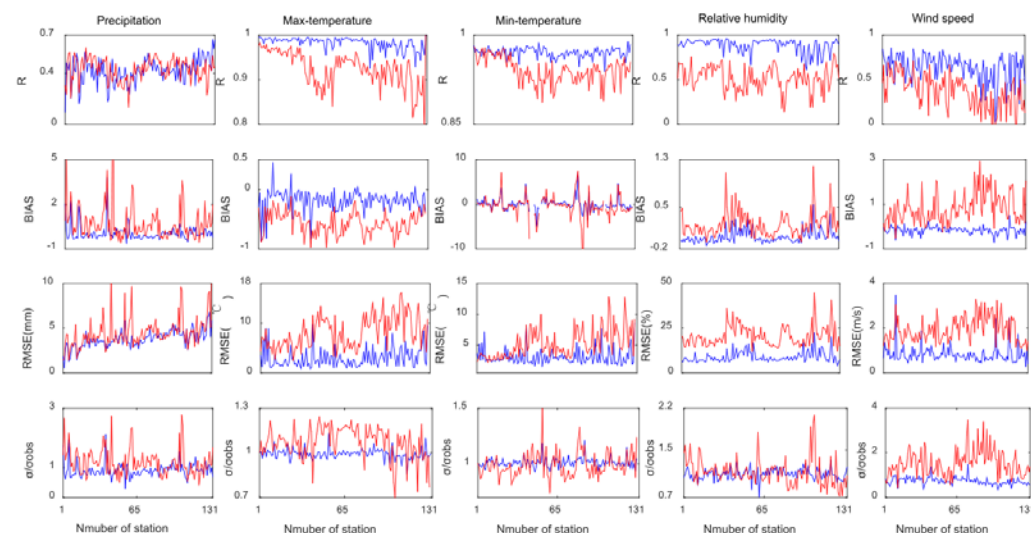 Precipitation Max-temperature Min-temperature Relative humidity Wind speed
0.7 1 1 1 1
R R R R R
0.4 0.9 0.5 0.5
0 0.8 0.85 0 0
5 0.5 10 1.3 3
BIAS BIAS BIAS BIAS BIAS
2 0 0 0.5 1
-1 -1 -10 -0.2 -1
10 18 15 50 4
RMSE(mm) RMSE(℃) RMSE(℃) RMSE(%) RMSE(m/s)
5 10 5 25 2
0 0 0 0
3 1.3 1.5 2.2 4
σ/σobs σ/σobs σ/σobs σ/σobs σ/σobs
1 1 1 1.5 2
0 0.7 0.7 0
1 65 131 1 65 131 1 65 131 1 65 131 1 65 131
Nmuber of station Nmuber of station Nmuber of station Nmuber of station Nmuber of station